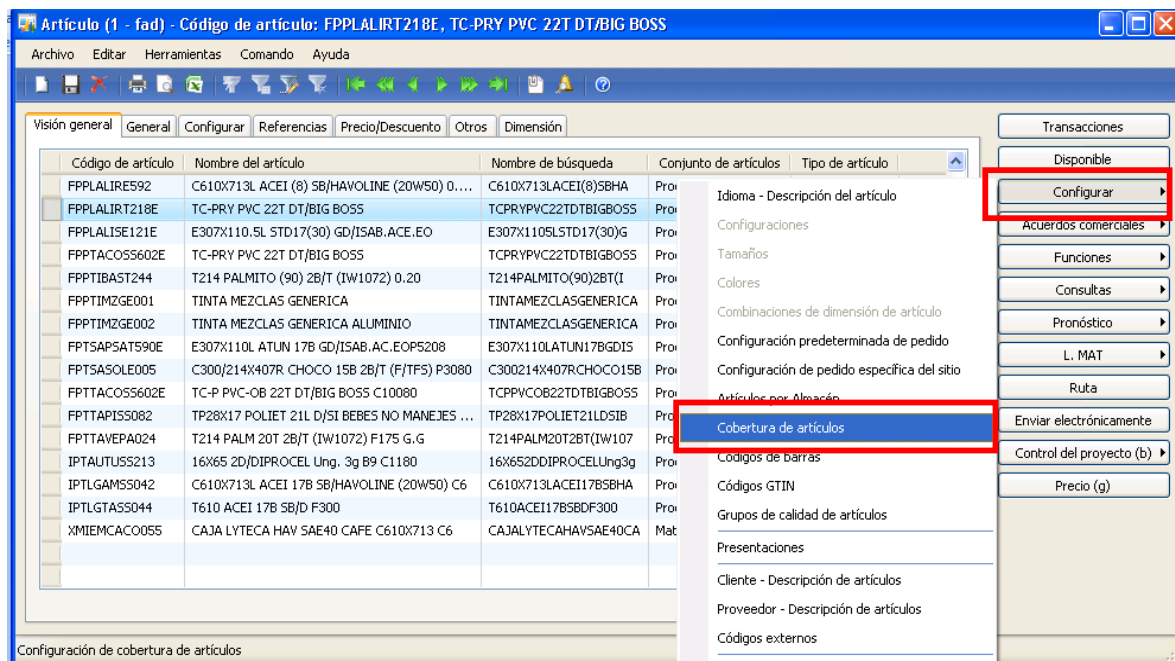 Artículo (1 - fad) - Código de artículo: FPPLALIRT218E, TC-PRY PVC 22T DT/BIG BOSS
Archivo Editar Herramientas Comando Ayuda
Visión general General Configurar Referencias Precio/Descuento Otros Dimensión
Código de artículo Nombre del artículo Nombre de búsqueda Conjunto de artículos Tipo de artículo
FPPLALIRE592 C610X713L ACEI (8) SB/HAVOLINE (20W50) 0.... C610X713LACEI(8)SBHA
FPPLALIRT218E TC-PRY PVC 22T DT/BIG BOSS TCPRYPVC22TDTBIGBOSS
FPPLALISE121E E307X110.5L STD17(30) GD/ISAB.ACE.EO E307X1105LSTD17(30)G
FPPTACOSS602E TC-PRY PVC 22T DT/BIG BOSS TCPRYPVC22TDTBIGBOSS
FPPTIBAST244 T214 PALMITO (90) 2B/T (IW1072) 0.20 T214PALMITO(90)2BT(I
FPPTIMZGE001 TINTA MEZCLAS GENERICA TINTAMEZCLASGENERICA
FPPTIMZGE002 TINTA MEZCLAS GENERICA ALUMINIO TINTAMEZCLASGENERICA
FPTSAPSAT590E E307X110L ATUN 17B GD/ISAB.AC.EOP5208 E307X110LATUN17BGDIS
FPTSASOLE005 C300/214X407R CHOCO 15B 2B/T (F/TFS) P3080 C300214X407RCHOCO15B
FPTTACOSS602E TC-P PVC-OB 22T DT/BIG BOSS C10080 TCPPVCOB22TDTBIGBOSS
FPTTAPISS082 TP28X17 POLIET 21L D/SI BEBES NO MANEJES ... TP28X17POLIET21LDSIB
FPTTAVEPA024 T214 PALM 20T 2B/T (IW1072) F175 G.G T214PALM20T2BT(IW107
IPTAUTUSS213 16X65 2D/DIPROCEL Ung. 3g B9 C1180 16X652DDIPROCELUng3g
IPTLGAMSS042 C610X713L ACEI 17B SB/HAVOLINE (20W50) C6 C610X713LACEI17BSBHA
IPTLGTASS044 T610 ACEI 17B SB/D F300 T610ACEI17BSBDF300
XMIEMCACO055 CAJA LYTECA HAV SAE40 CAFE C610X713 C6 CAJALYTECAHAVSAE40CA Mat
Idioma - Descripción del artículo
Configuraciones
Tamaños
Colores
Combinaciones de dimensión de artículo
Configuración predeterminada de pedido
Configuración de pedido específica del sitio
Artículos por Almacén
Cobertura de artículos
Códigos de barras
Códigos GTIN
Grupos de calidad de artículos
Presentaciones
Cliente - Descripción de artículos
Proveedor - Descripción de artículos
Códigos externos
Transacciones
Disponible
Configurar
Acuerdos comerciales
Funciones
Consultas
Pronóstico
L. MAT
Ruta
Enviar electrónicamente
Control del proyecto (b)
Precio (g)
Configuración de cobertura de artículos